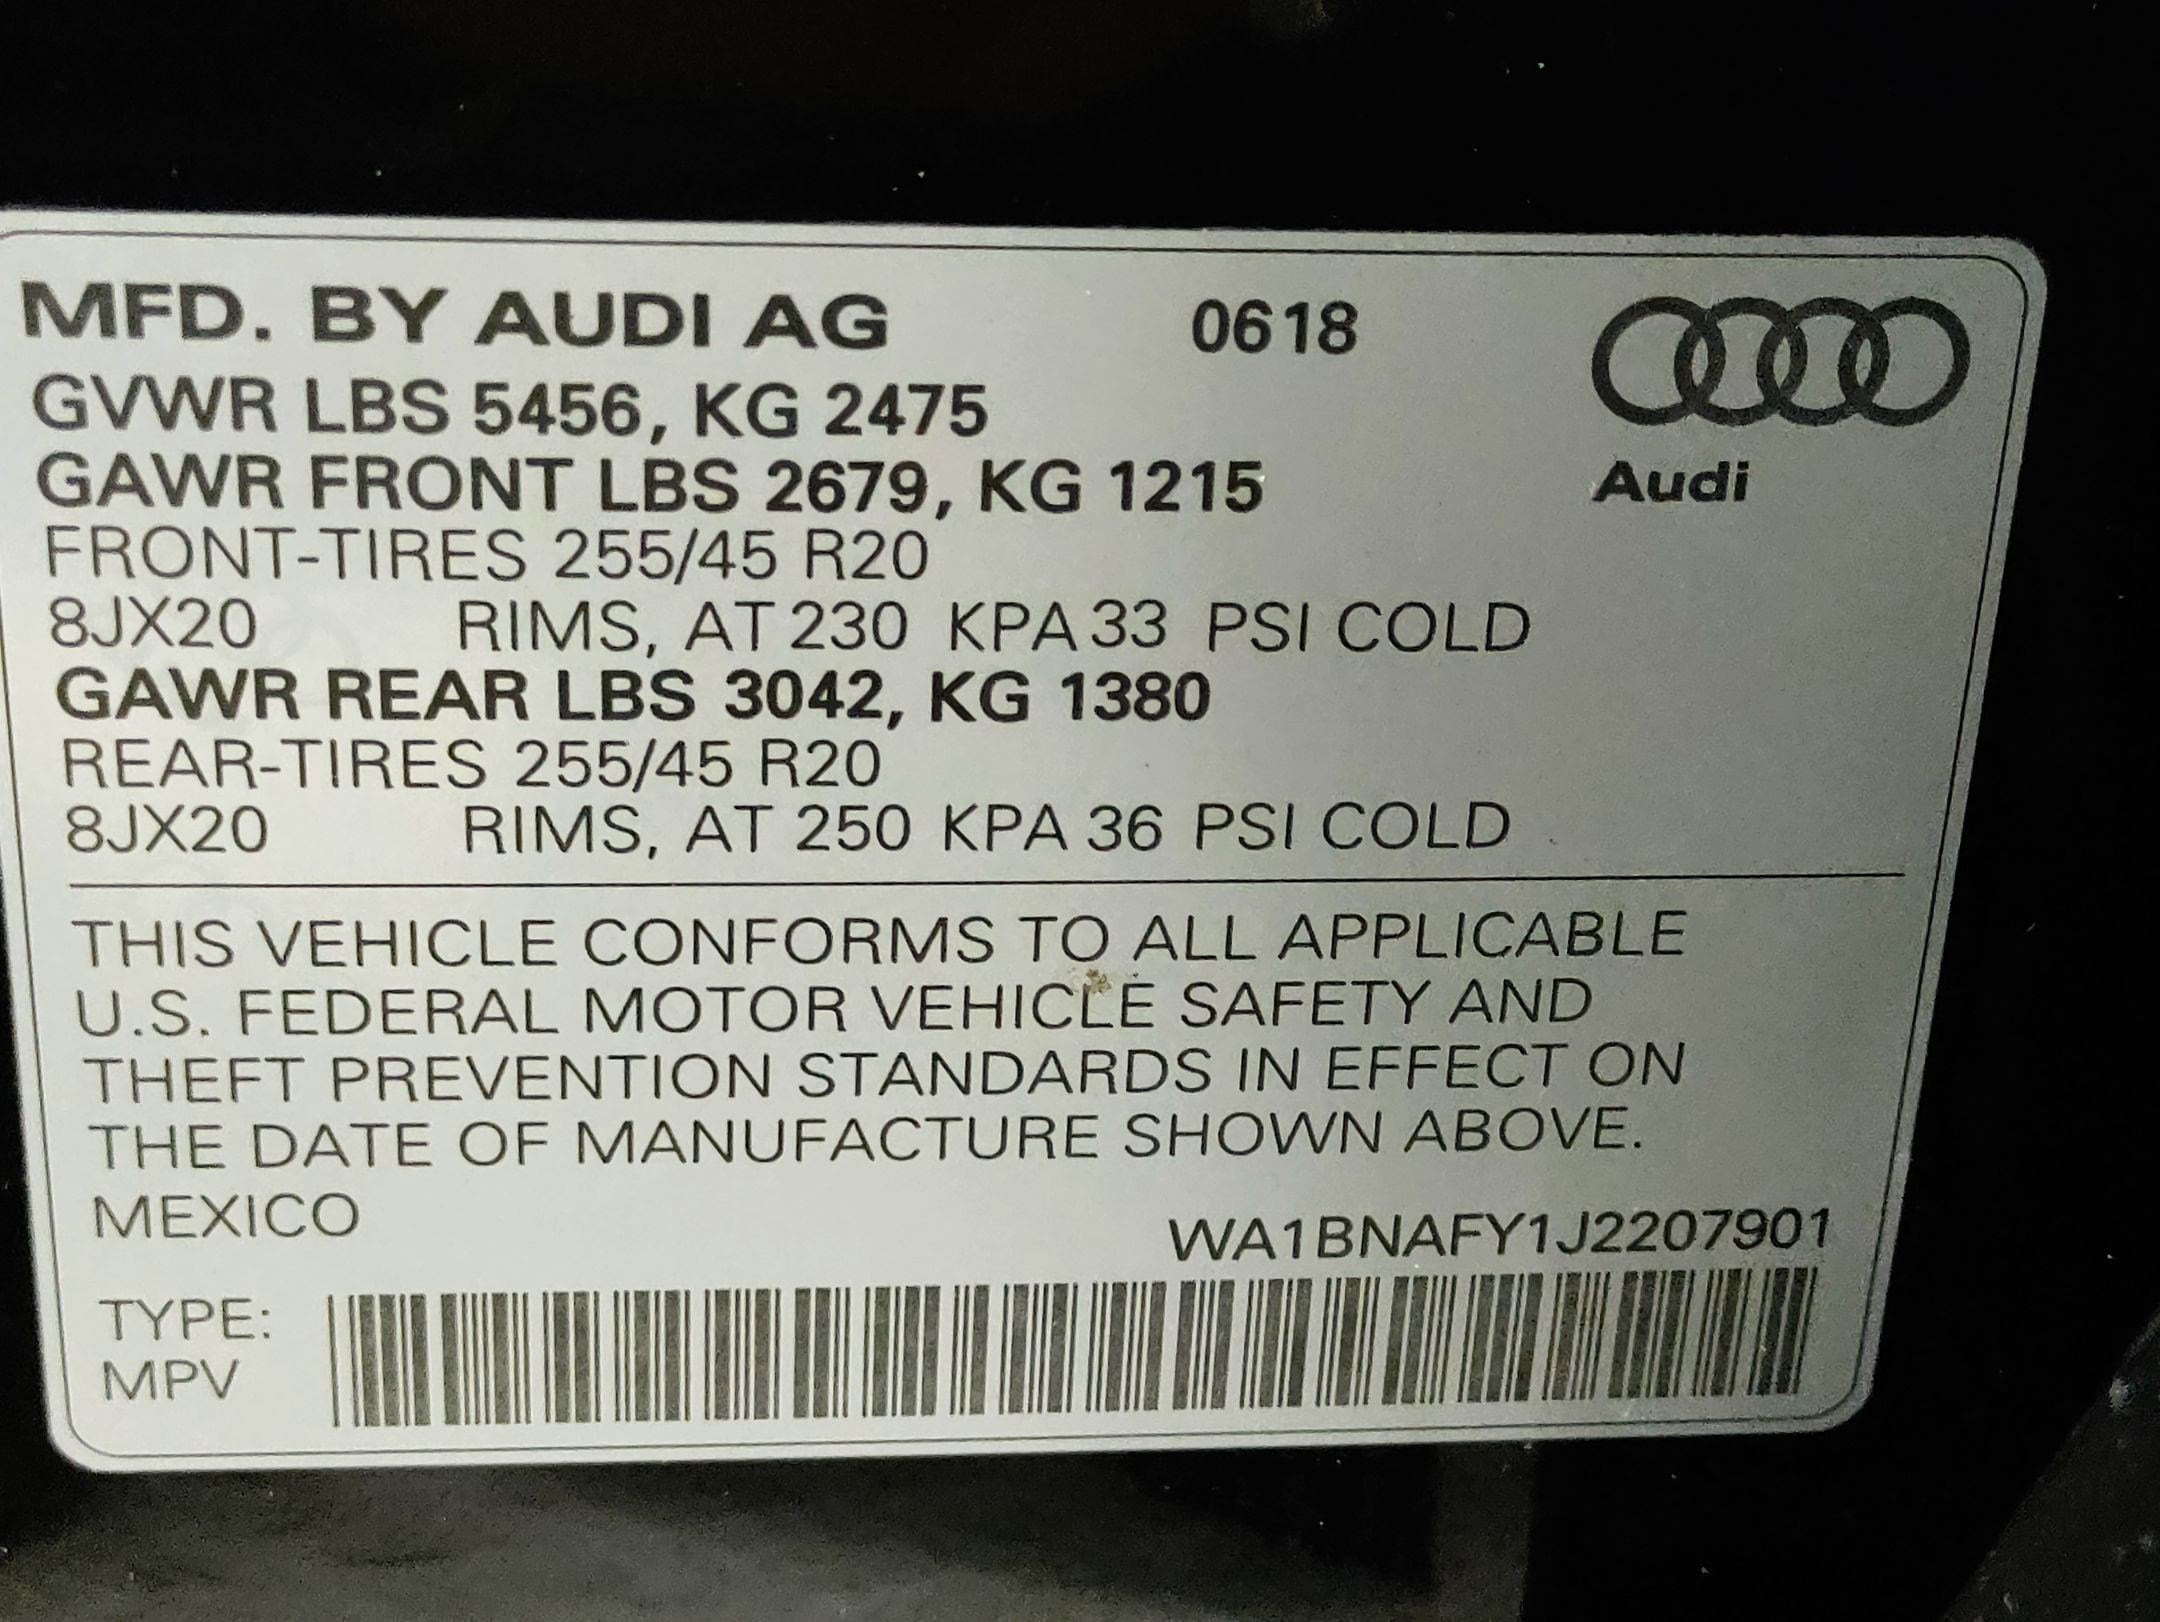 MFD. BY AUDI AG 0618
GVWR LBS 5456, KG 2475
GAWR FRONT LBS 2679, KG 1215
Audi
FRONT-TIRES 255/45 R20
8JX20 RIMS, AT 230 KPA 33 PSI COLD
GAWR REAR LBS 3042, KG 1380
REAR-TIRES 255/45 R20
8JX20 RIMS, AT 250 KPA 36 PSI COLD
THIS VEHICLE CONFORMS TO ALL APPLICABLE
U.S. FEDERAL MOTOR VEHICLE SAFETY AND
THEFT PREVENTION STANDARDS IN EFFECT ON
THE DATE OF MANUFACTURE SHOWN ABOVE.
MEXICO
WA1BNAFY1J2207901
TYPE:
MPV